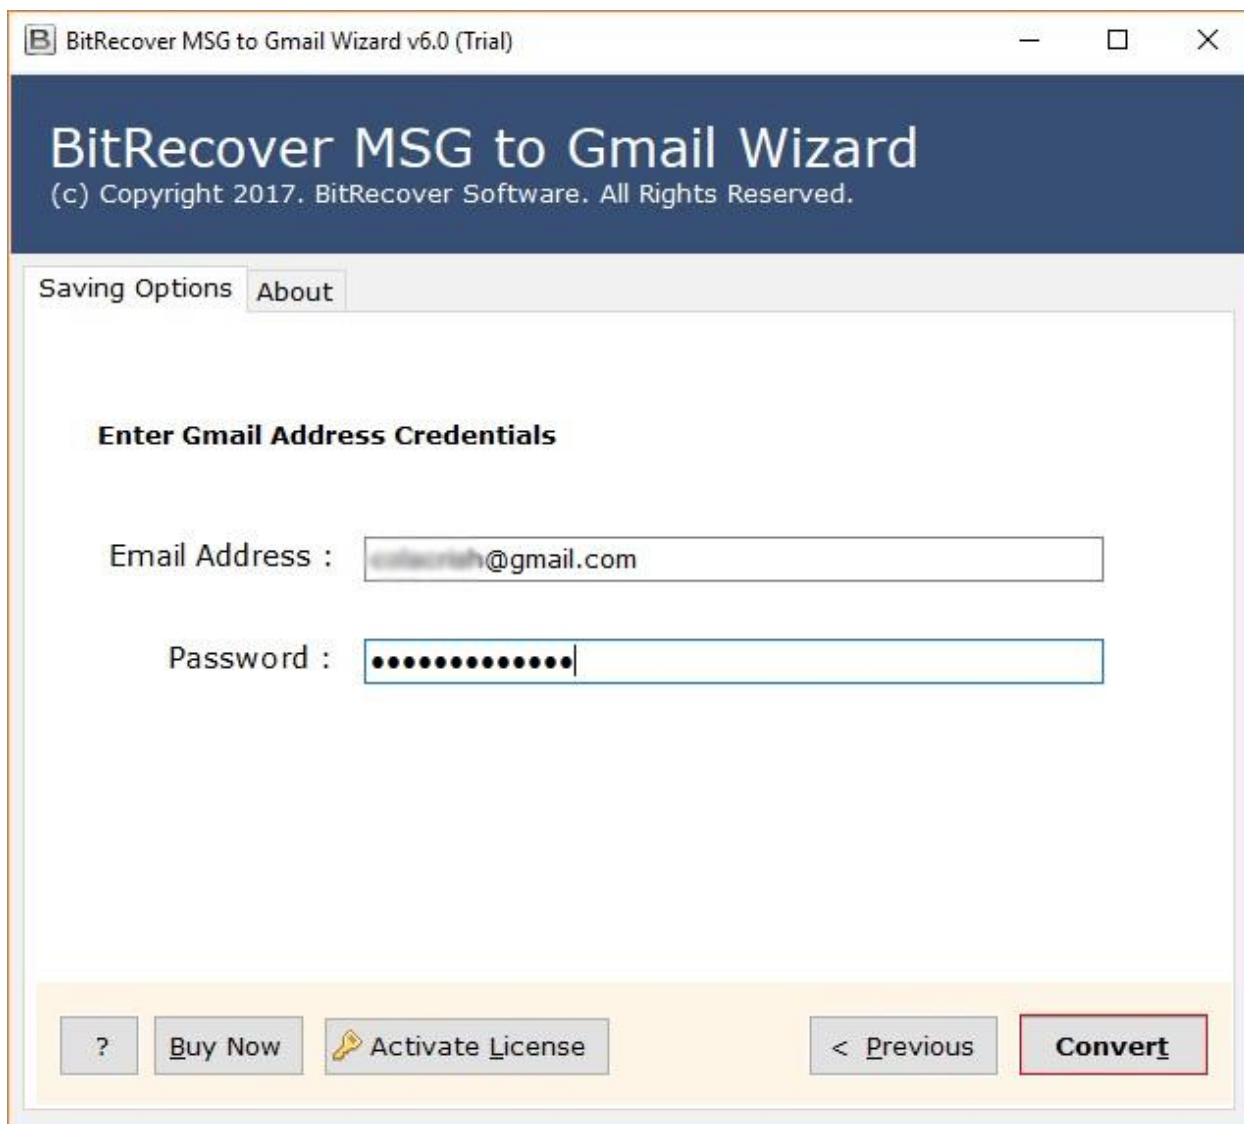 BitRecover MSG to Gmail Wizard v6.0 (Trial)
BitRecover MSG to Gmail Wizard
(c) Copyright 2017. BitRecover Software. All Rights Reserved.
Saving Options
About
Enter Gmail Address Credentials
Email Address :
@gmail.com
Password :
•••••••••••••
?
Buy Now
Activate License
< Previous
Convert